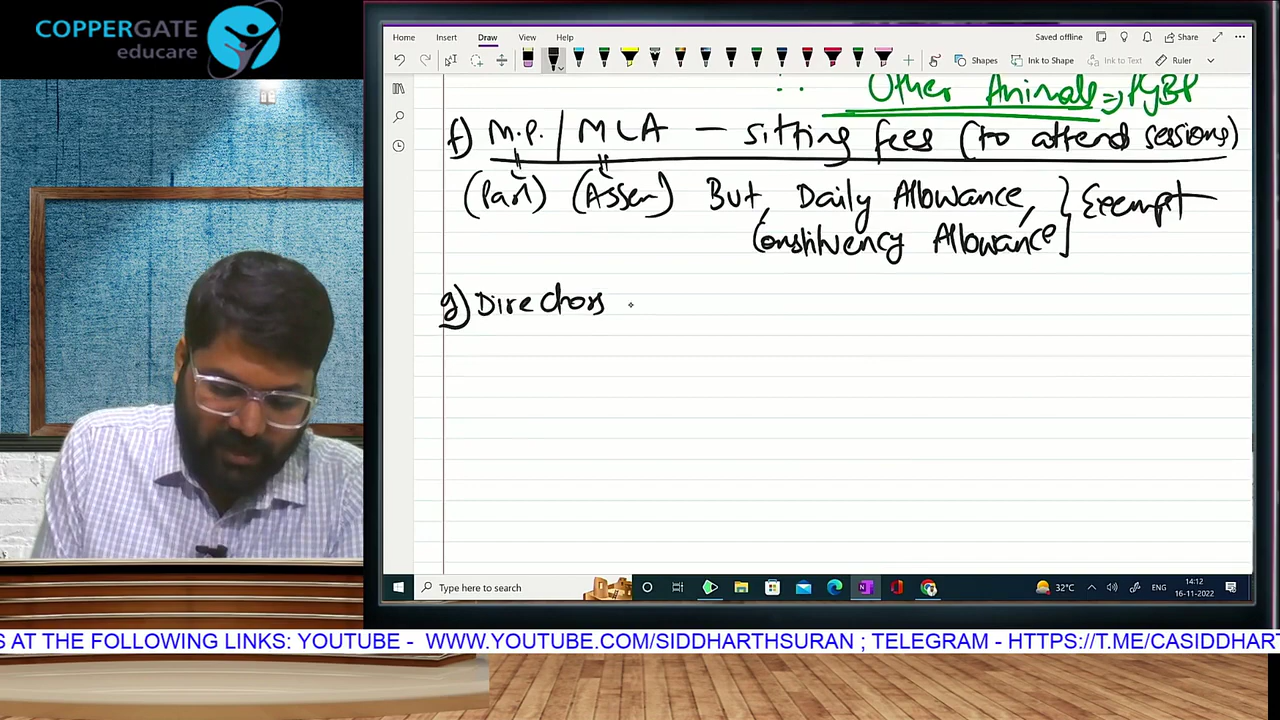 COPPERGATE
educare
Home Insert Draw View Help
Saved offline
Share
Shapes
Ink to Shape
Ink to Text
Ruler
Other Animals => PGBP
f) M.P. / MLA — sitting fees (to attend sessions)
(Parl) (Assem) But, Daily Allowance,
Constituency Allowance
Exempt
g) Directors
Type here to search
32°C
ENG
14:12
16-11-2022
S AT THE FOLLOWING LINKS: YOUTUBE - WWW.YOUTUBE.COM/SIDDHARTHSURAN ; TELEGRAM - HTTPS://T.ME/CASIDDHART